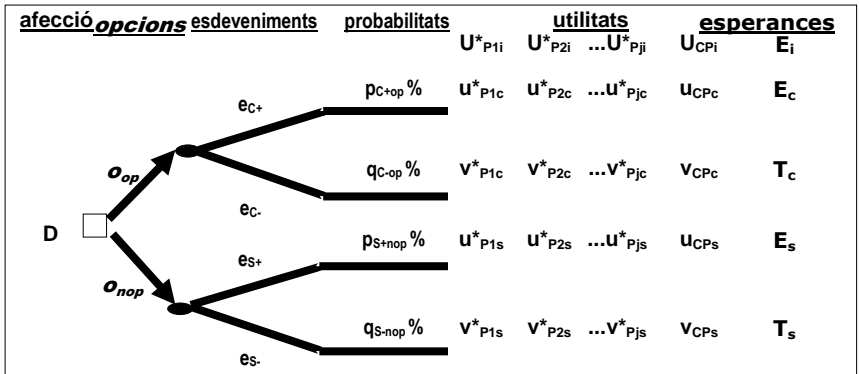 afecció opcions esdeveniments probabilitats utilitats esperances
U*P1i U*P2i ...U*Pji UCPi Ei
eC+ pC+op % u*P1c u*P2c ...u*Pjc uCPc Ec
oop qC-op % v*P1c v*P2c ...v*Pjc vCPc Tc
eC-
D pS+nop % u*P1s u*P2s ...u*Pjs uCPs Es
eS+
onop qS-nop % v*P1s v*P2s ...v*Pjs vCPs Ts
eS-